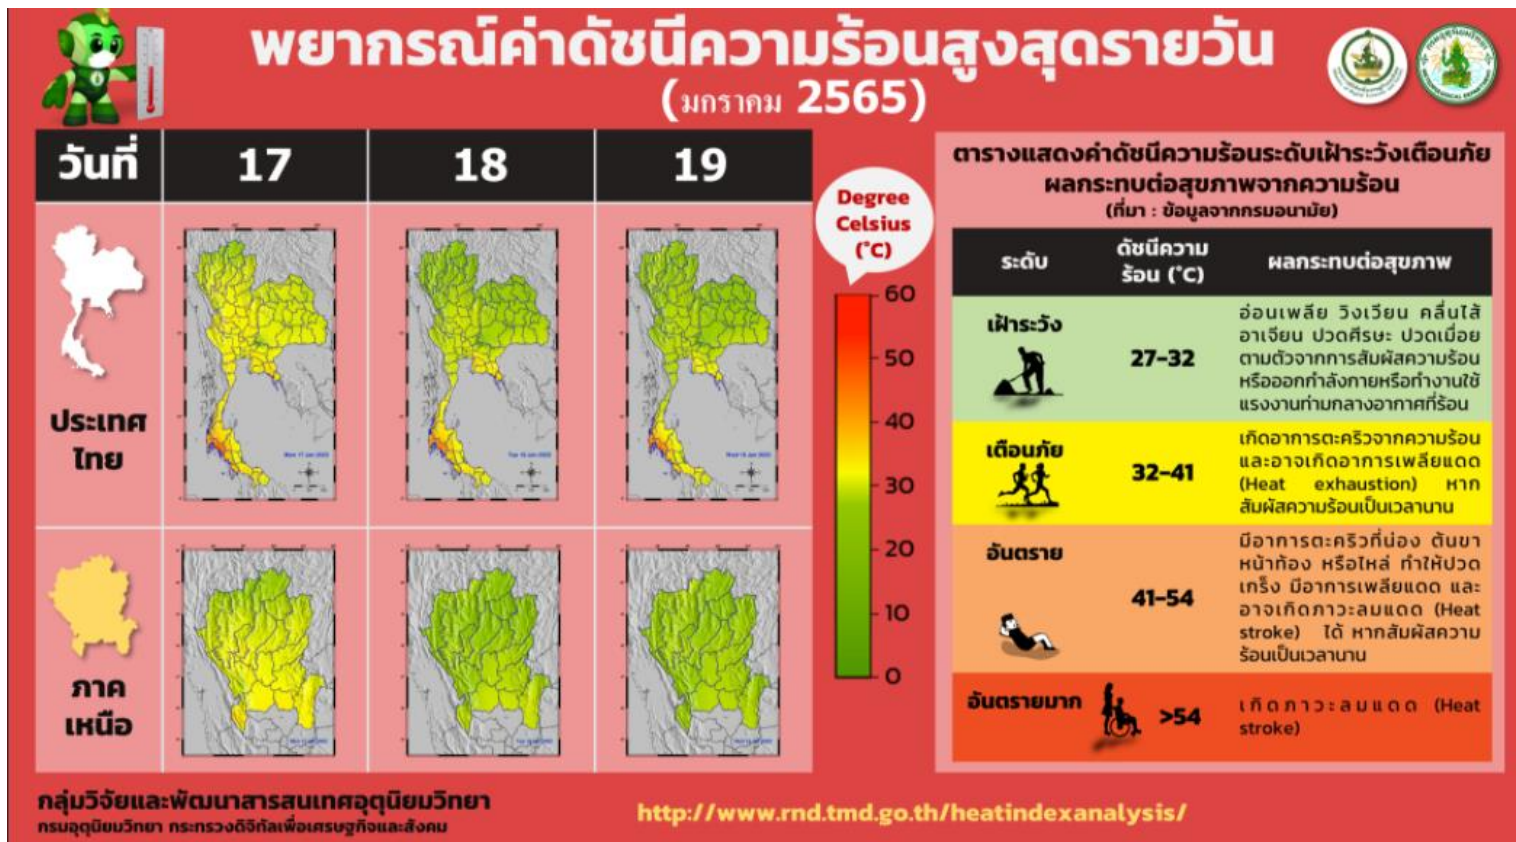 พยากรณ์ค่าดัชนีความร้อนสูงสุดรายวัน
(มกราคม 2565)
วันที่
17
18
19
ประเทศ
ไทย
ภาค
เหนือ
Degree
Celsius
(°C)
60
50
40
30
20
10
0
ตารางแสดงค่าดัชนีความร้อนระดับเฝ้าระวังเตือนภัย
ผลกระทบต่อสุขภาพจากความร้อน
(ที่มา : ข้อมูลจากกรมอนามัย)
ระดับ
ดัชนีความ
ร้อน (°C)
ผลกระทบต่อสุขภาพ
เฝ้าระวัง
27-32
อ่อนเพลีย วิงเวียน คลื่นไส้
อาเจียน ปวดศีรษะ ปวดเมื่อย
ตามตัวจากการสัมผัสความร้อน
หรือออกกำลังกายหรือทำงานใช้
แรงงานท่ามกลางอากาศที่ร้อน
เตือนภัย
32-41
เกิดอาการตะคริวจากความร้อน
และอาจเกิดอาการเพลียแดด
(Heat exhaustion) หาก
สัมผัสความร้อนเป็นเวลานาน
อันตราย
41-54
มีอาการตะคริวที่น่อง ต้นขา
หน้าท้อง หรือไหล่ ทำให้ปวด
เกร็ง มีอาการเพลียแดด และ
อาจเกิดภาวะลมแดด (Heat
stroke) ได้ หากสัมผัสความ
ร้อนเป็นเวลานาน
อันตรายมาก
>54
เกิดภาวะลมแดด (Heat
stroke)
กลุ่มวิจัยและพัฒนาสารสนเทศอุตุนิยมวิทยา
กรมอุตุนิยมวิทยา กระทรวงดิจิทัลเพื่อเศรษฐกิจและสังคม
http://www.rnd.tmd.go.th/heatindexanalysis/